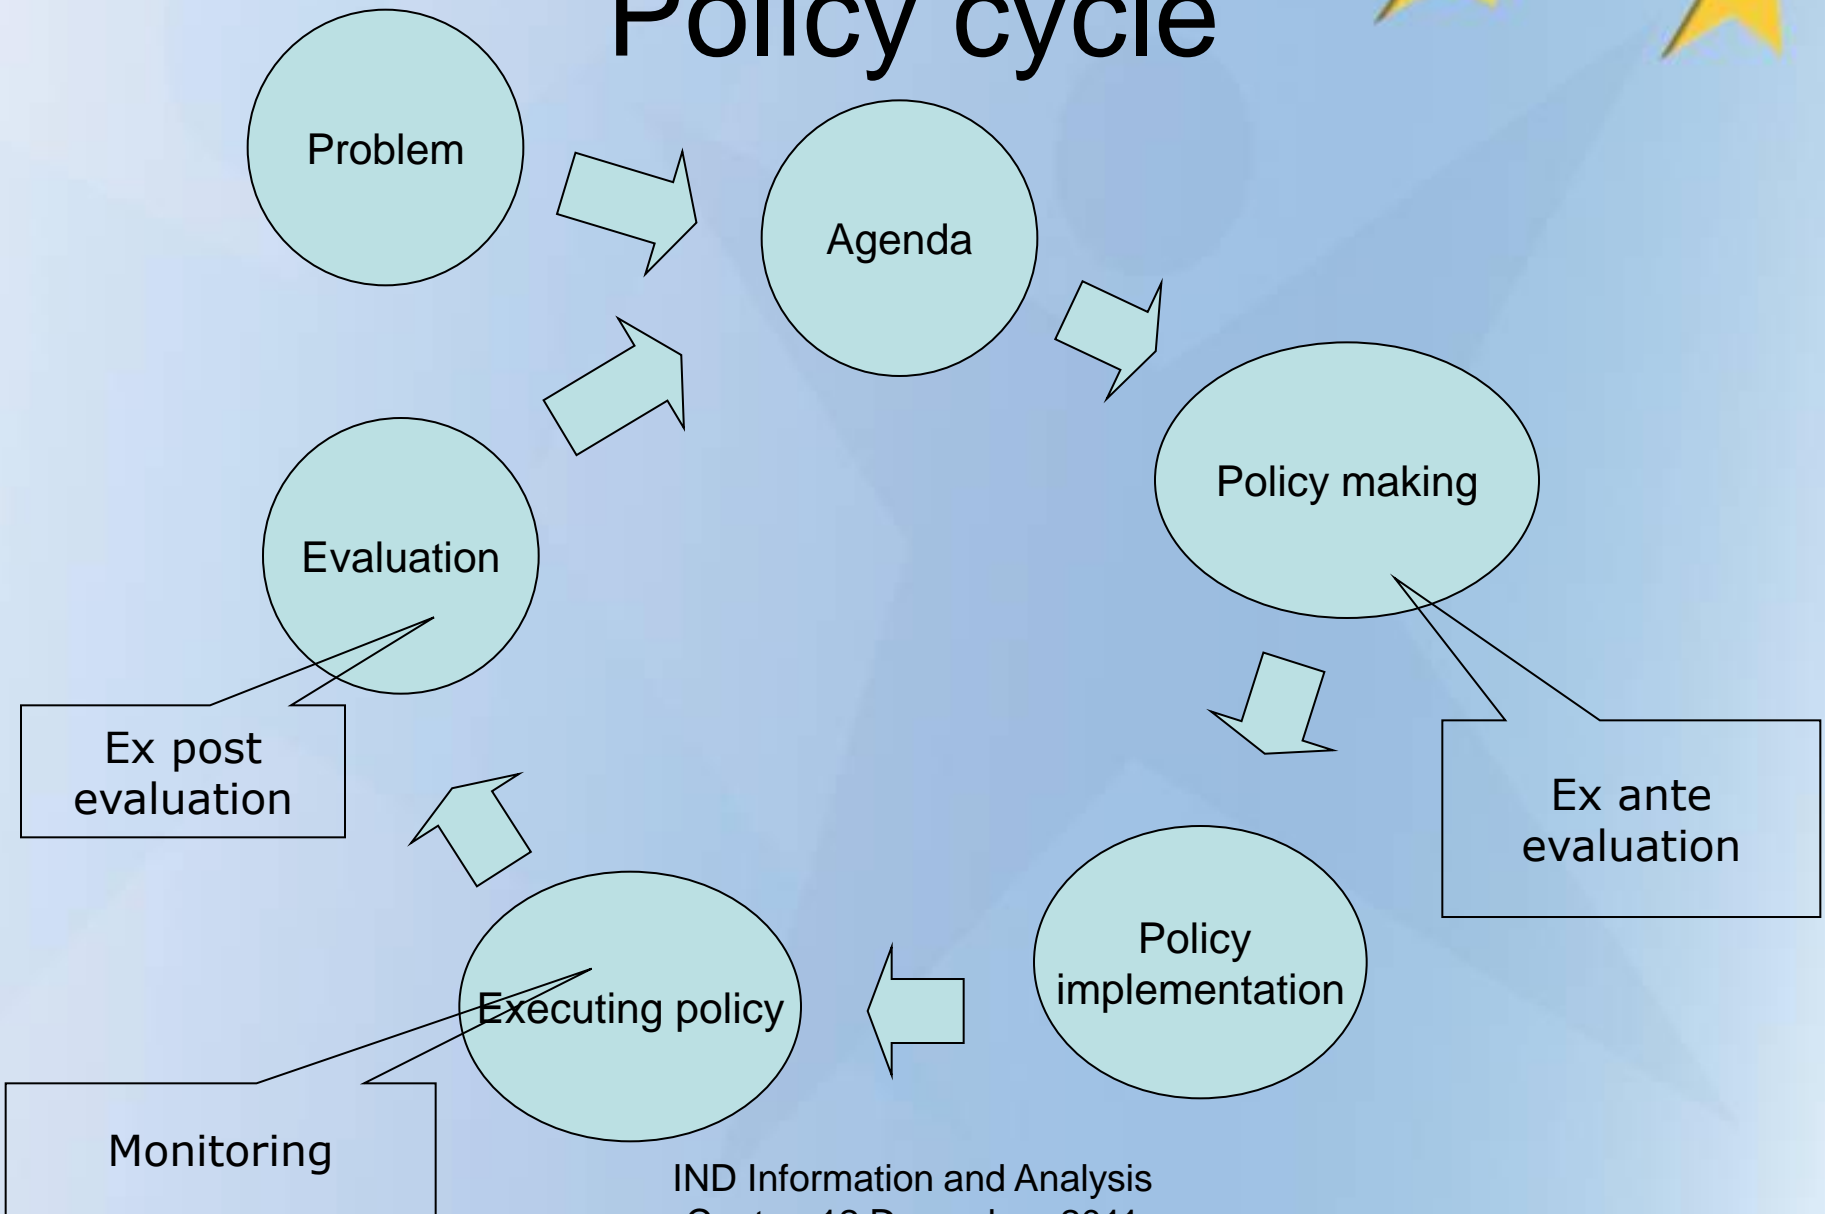 Policy cycle
Problem
Agenda
Policy making
Evaluation
Ex post
evaluation
Ex ante
evaluation
Policy
implementation
Executing policy
Monitoring
IND Information and Analysis